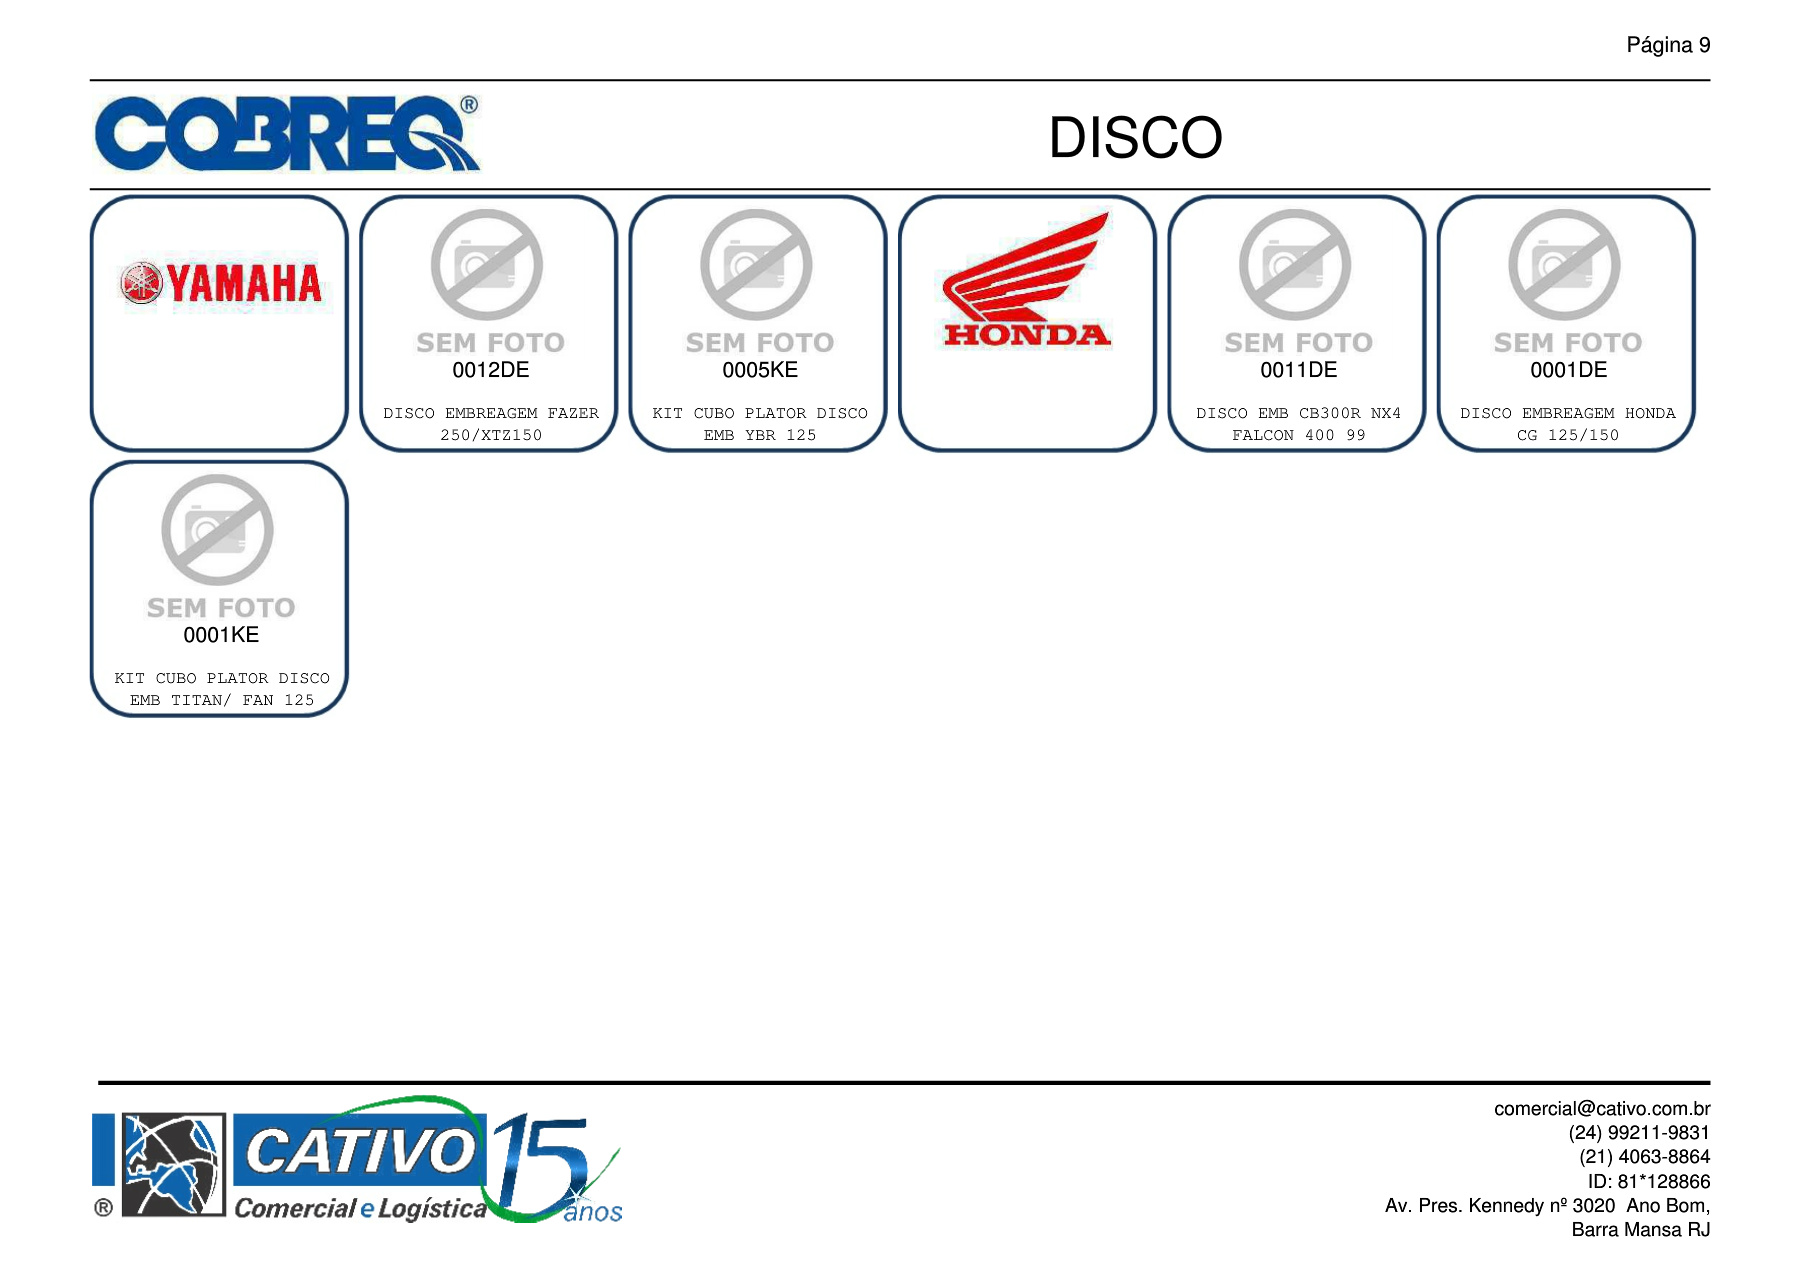 Página 9
COBREQ®
DISCO
YAMAHA
SEM FOTO
0012DE
DISCO EMBREAGEM FAZER
250/XTZ150
SEM FOTO
0005KE
KIT CUBO PLATOR DISCO
EMB YBR 125
HONDA
SEM FOTO
0011DE
DISCO EMB CB300R NX4
FALCON 400 99
SEM FOTO
0001DE
DISCO EMBREAGEM HONDA
CG 125/150
SEM FOTO
0001KE
KIT CUBO PLATOR DISCO
EMB TITAN/ FAN 125
CATIVO
® Comercial e Logística
15
anos
comercial@cativo.com.br
(24) 99211-9831
(21) 4063-8864
ID: 81*128866
Av. Pres. Kennedy nº 3020  Ano Bom,
Barra Mansa RJ